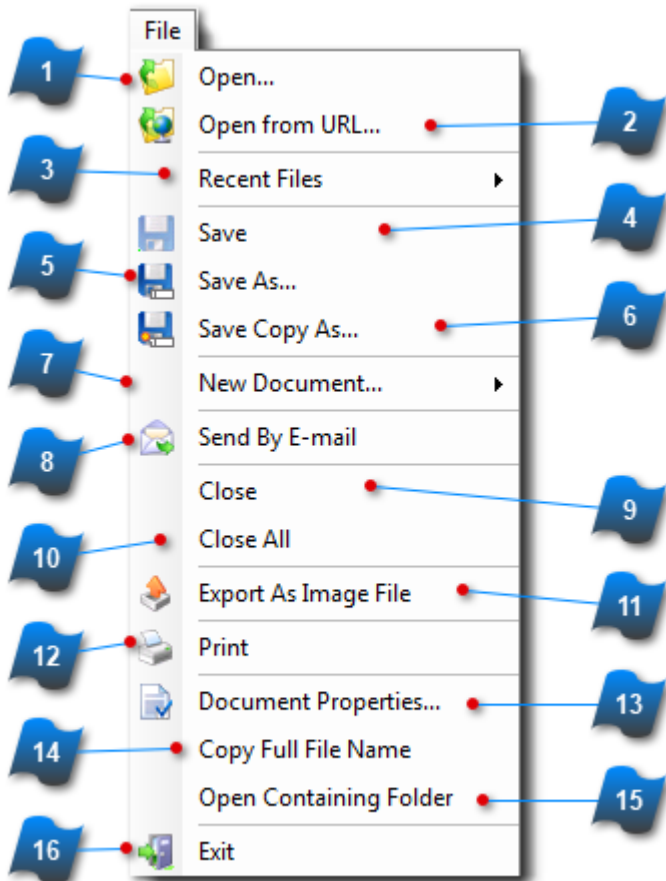 File
1 Open...
Open from URL... 2
3 Recent Files
Save 4
5 Save As...
Save Copy As... 6
7 New Document...
8 Send By E-mail
Close 9
10 Close All
Export As Image File 11
12 Print
Document Properties... 13
14 Copy Full File Name
Open Containing Folder 15
16 Exit